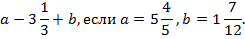 a − 3 1/3 + b, если a = 5 4/5, b = 1 7/12.